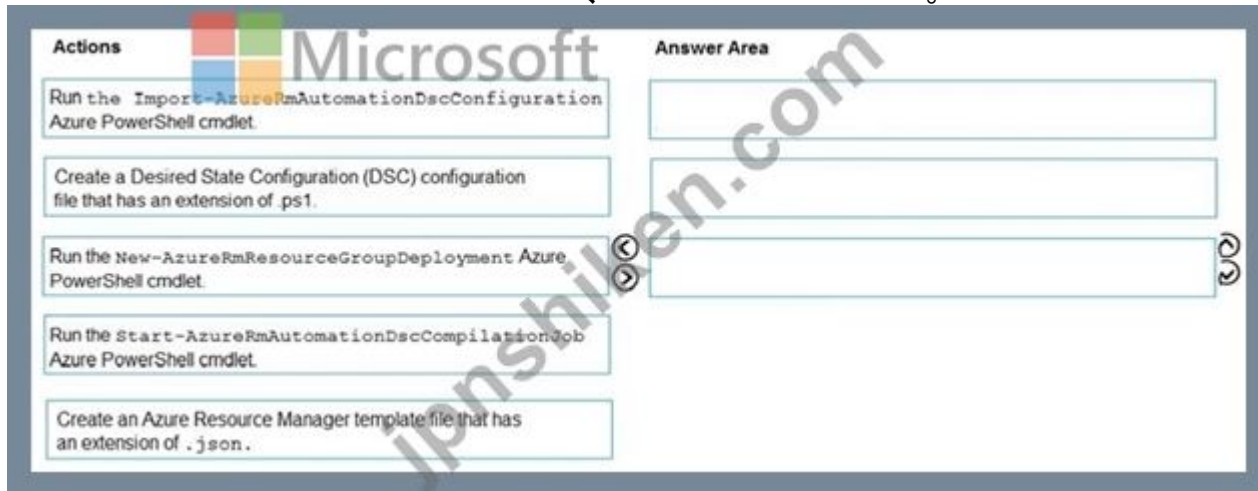 Microsoft
Actions
Run the Import-AzureRmAutomationDscConfiguration
Azure PowerShell cmdlet.
Create a Desired State Configuration (DSC) configuration
file that has an extension of .ps1.
Run the New-AzureRmResourceGroupDeployment Azure
PowerShell cmdlet.
Run the Start-AzureRmAutomationDscCompilationJob
Azure PowerShell cmdlet.
Create an Azure Resource Manager template file that has
an extension of .json.
Answer Area
jpnshiken.com